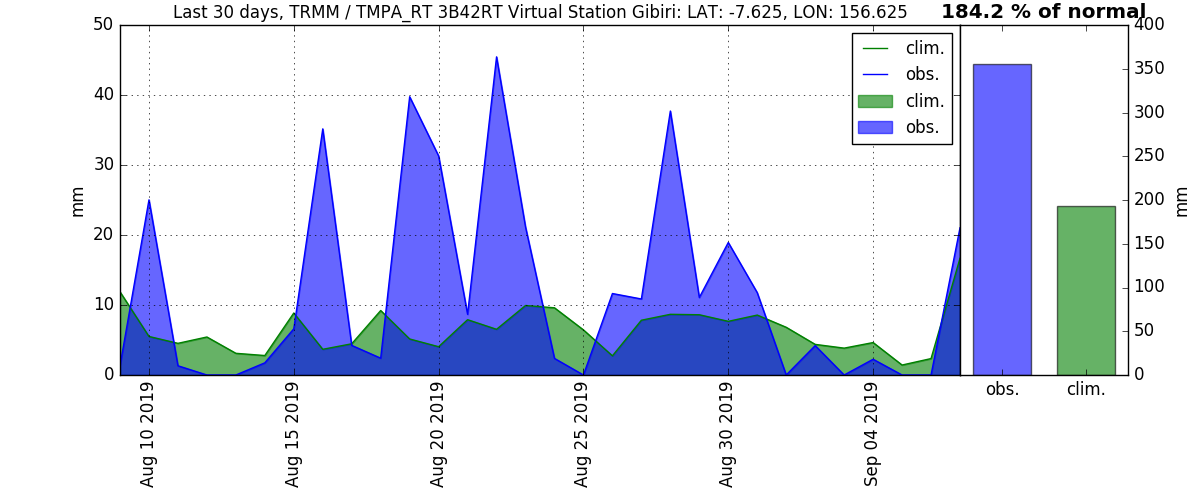 Last 30 days, TRMM / TMPA_RT 3B42RT Virtual Station Gibiri: LAT: -7.625, LON: 156.625
184.2 % of normal
50
40
30
20
10
0
mm
clim.
obs.
clim.
obs.
400
350
300
250
200
150
100
50
0
mm
Aug 10 2019
Aug 15 2019
Aug 20 2019
Aug 25 2019
Aug 30 2019
Sep 04 2019
obs.
clim.